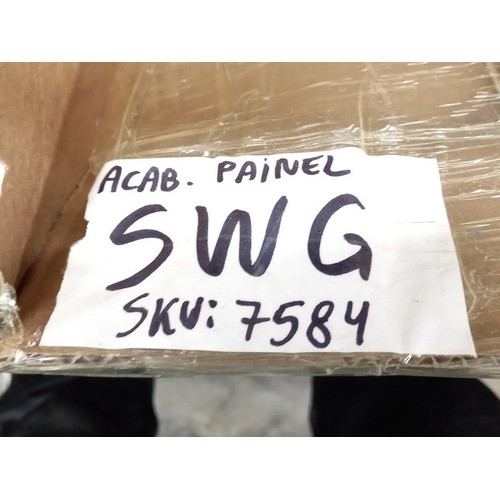 ACAB. PAINEL
SWG
SKU: 7584